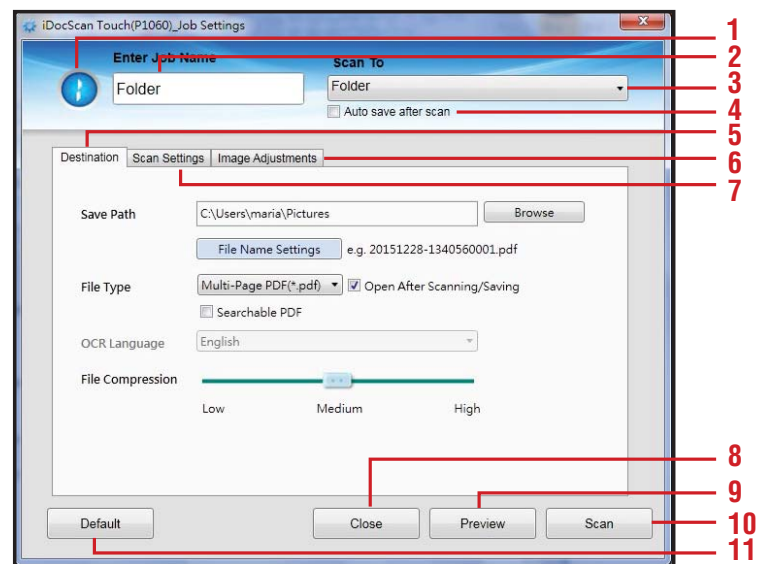 iDocScan Touch(P1060)_Job Settings
1
Enter Job Name
Scan To
2
1
Folder
Folder
3
Auto save after scan
4
5
Destination
Scan Settings
Image Adjustments
6
7
Save Path
C:\Users\maria\Pictures
Browse
File Name Settings
e.g. 20151228-1340560001.pdf
File Type
Multi-Page PDF(*.pdf)
Open After Scanning/Saving
Searchable PDF
OCR Language
English
File Compression
Low
Medium
High
8
9
Default
Close
Preview
Scan
10
11